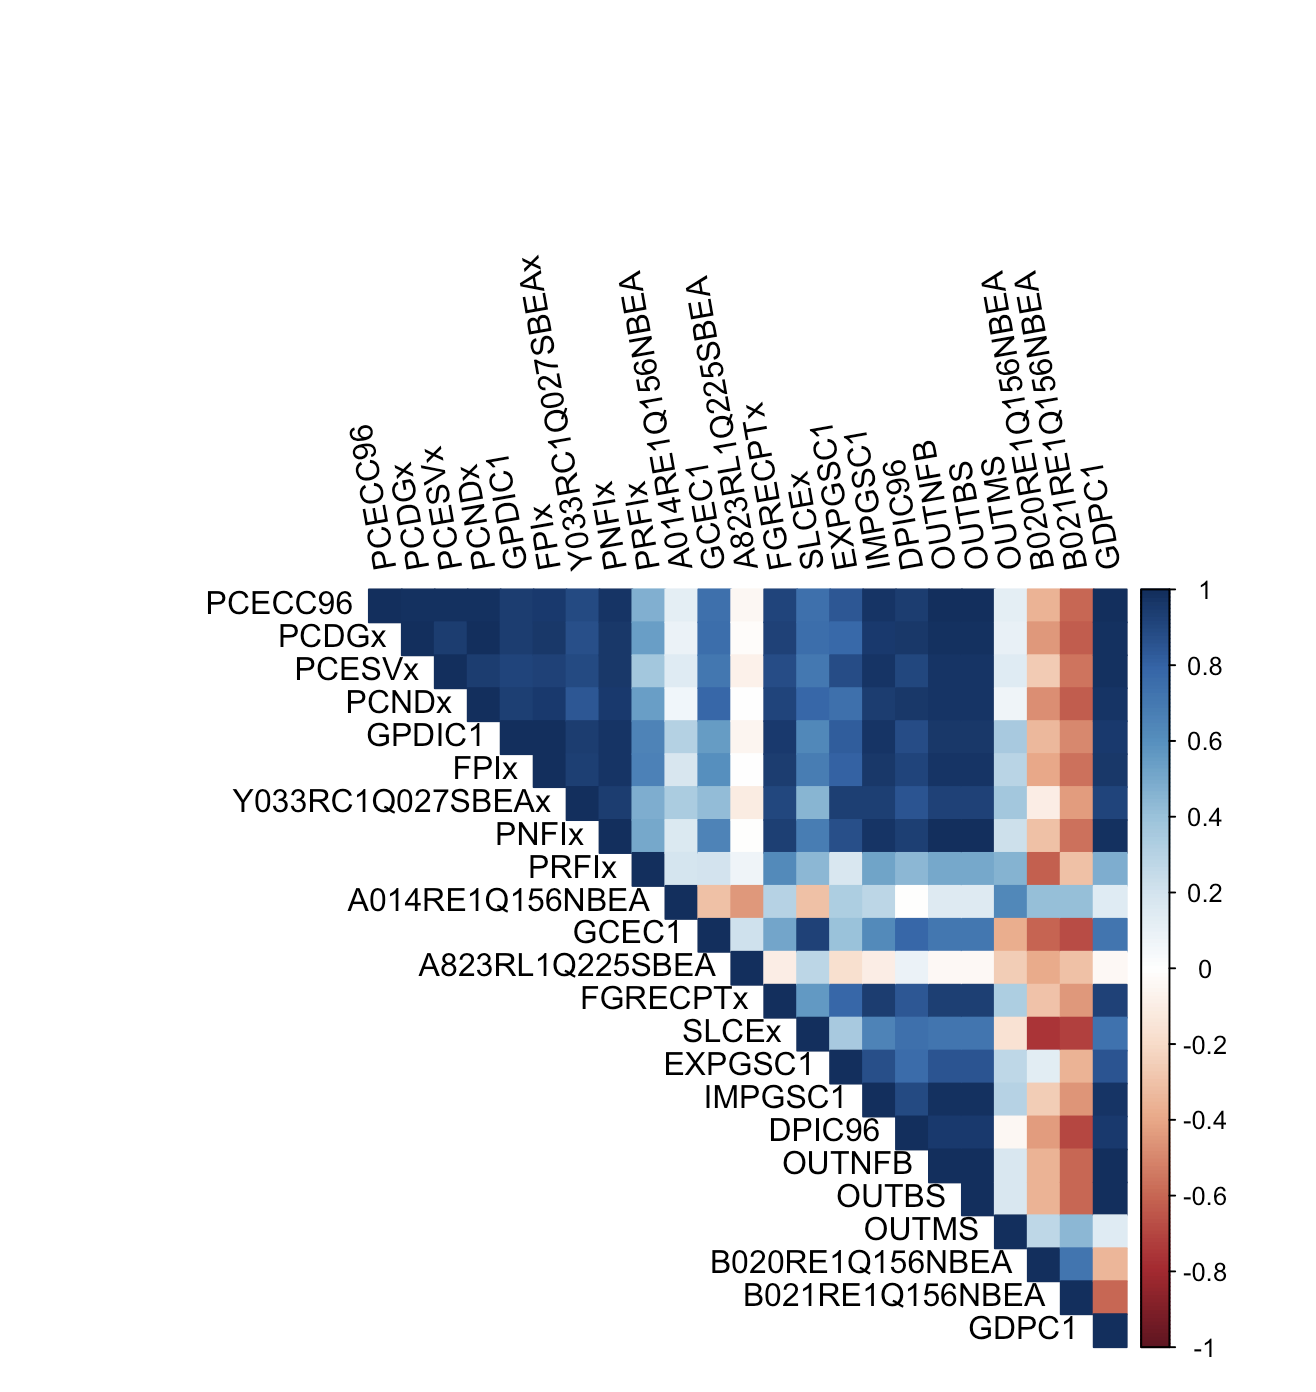 PCECC96
PCDGx
PCESVx
PCNDx
GPDIC1
FPIx
Y033RC1Q027SBEAx
PNFIx
PRFIx
A014RE1Q156NBEA
GCEC1
A823RL1Q225SBEA
FGRECPTx
SLCEx
EXPGSC1
IMPGSC1
DPIC96
OUTNFB
OUTBS
OUTMS
B020RE1Q156NBEA
B021RE1Q156NBEA
GDPC1
PCECC96
PCDGx
PCESVx
PCNDx
GPDIC1
FPIx
Y033RC1Q027SBEAx
PNFIx
PRFIx
A014RE1Q156NBEA
GCEC1
A823RL1Q225SBEA
FGRECPTx
SLCEx
EXPGSC1
IMPGSC1
DPIC96
OUTNFB
OUTBS
OUTMS
B020RE1Q156NBEA
B021RE1Q156NBEA
GDPC1
1
0.8
0.6
0.4
0.2
0
-0.2
-0.4
-0.6
-0.8
-1